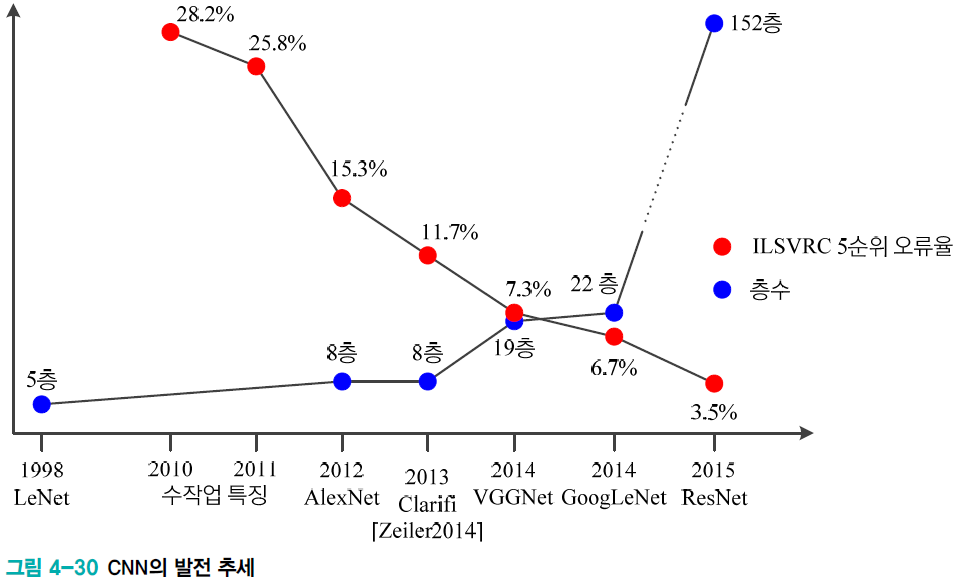 28.2%
25.8%
15.3%
11.7%
7.3%
6.7%
3.5%
5층
8층
8층
19층
22 층
152층
ILSVRC 5순위 오류율
층수
1998
LeNet
2010
2011
수작업 특징
2012
AlexNet
2013
Clarifi
[Zeiler2014]
2014
VGGNet
2014
GoogLeNet
2015
ResNet
그림 4-30 CNN의 발전 추세